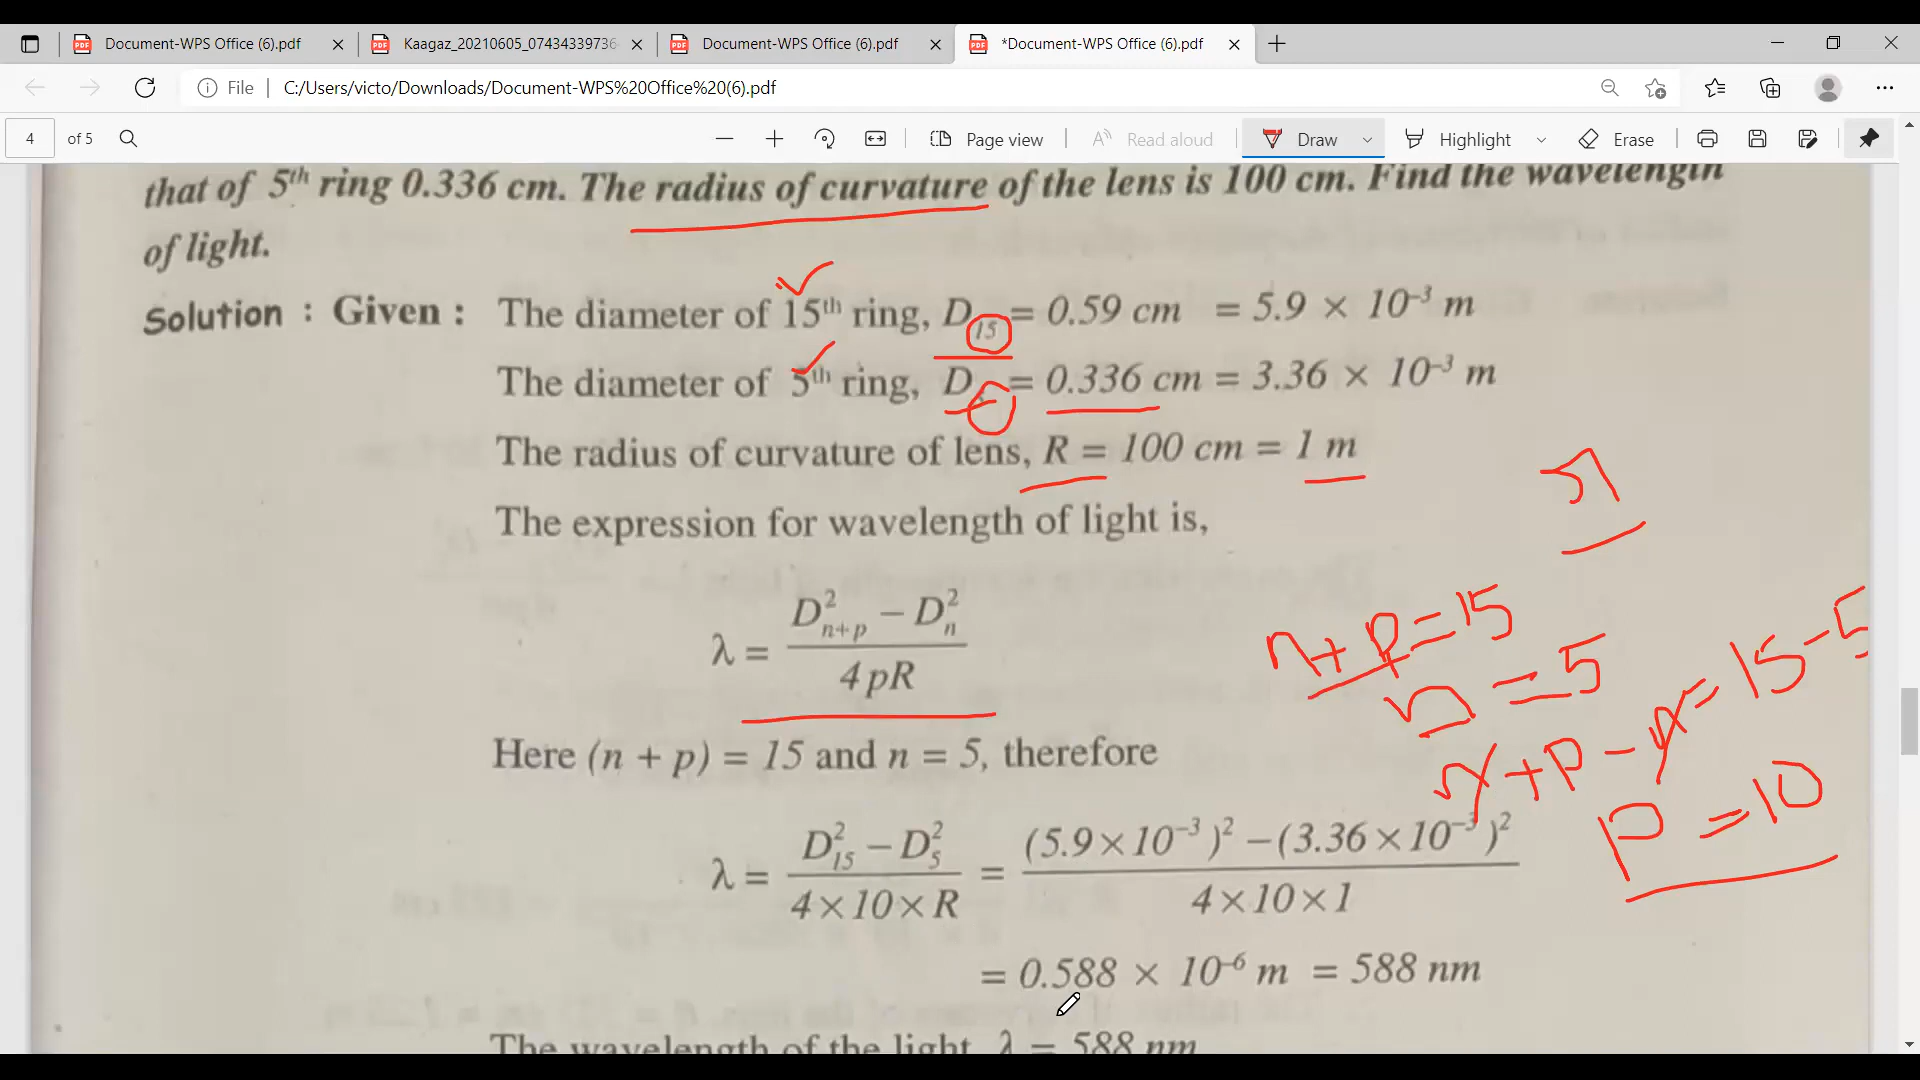 Document-WPS Office (6).pdf
Kaagaz_20210605_07434339736
Document-WPS Office (6).pdf
*Document-WPS Office (6).pdf
File | C:/Users/victo/Downloads/Document-WPS%20Office%20(6).pdf
4 of 5 Page view Read aloud Draw Highlight Erase
that of 5th ring 0.336 cm. The radius of curvature of the lens is 100 cm. Find the wavelength
of light.
Solution : Given : The diameter of 15th ring, D15 = 0.59 cm = 5.9 × 10⁻³ m
The diameter of 5th ring, D = 0.336 cm = 3.36 × 10⁻³ m
The radius of curvature of lens, R = 100 cm = 1 m
The expression for wavelength of light is,
λ = (D²n+p − D²n) / 4pR
n+p=15
n=5
n+p-n=15-5
p=10
Here (n + p) = 15 and n = 5, therefore
λ = (D²15 − D²5) / (4×10×R) = ((5.9×10⁻³)² − (3.36×10⁻³)²) / (4×10×1)
= 0.588 × 10⁻⁶ m = 588 nm
The wavelength of the light, λ = 588 nm